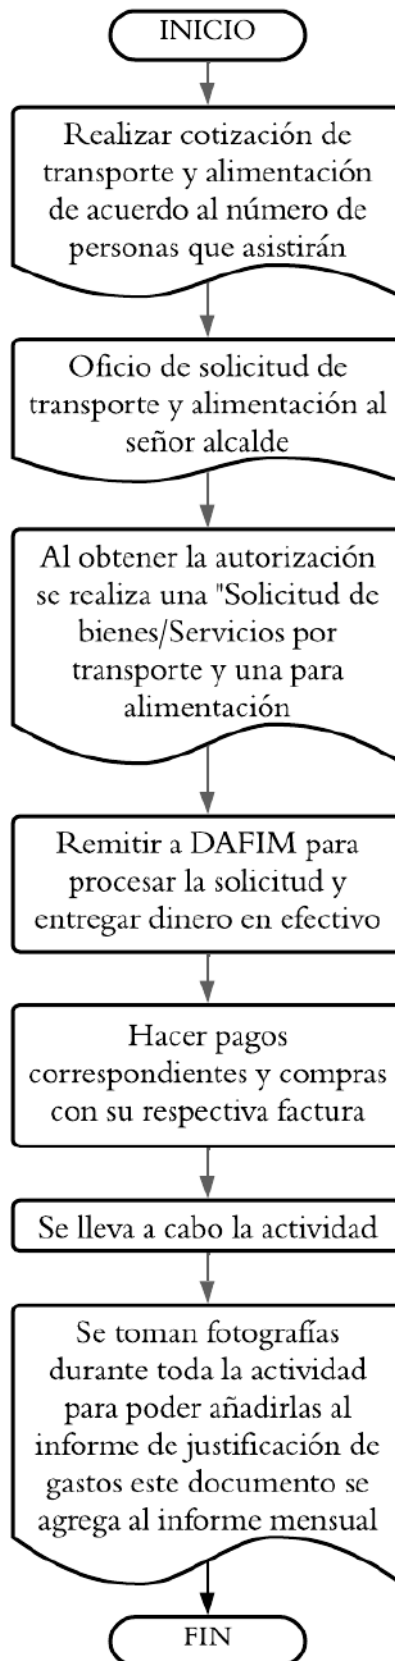 INICIO
Realizar cotización de
transporte y alimentación
de acuerdo al número de
personas que asistirán
Oficio de solicitud de
transporte y alimentación al
señor alcalde
Al obtener la autorización
se realiza una "Solicitud de
bienes/Servicios por
transporte y una para
alimentación
Remitir a DAFIM para
procesar la solicitud y
entregar dinero en efectivo
Hacer pagos
correspondientes y compras
con su respectiva factura
Se lleva a cabo la actividad
Se toman fotografías
durante toda la actividad
para poder añadirlas al
informe de justificación de
gastos este documento se
agrega al informe mensual
FIN